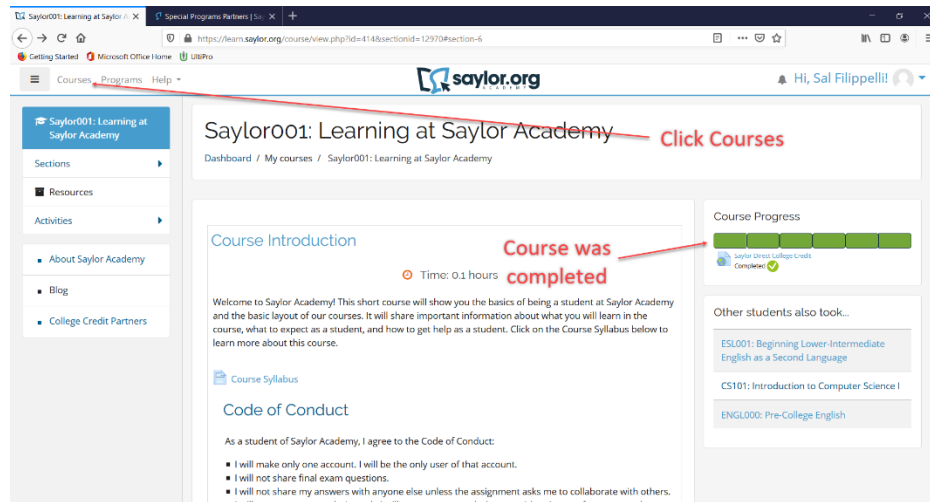 Saylor001: Learning at Saylor A
Special Programs Partners | Say
https://learn.saylor.org/course/view.php?id=414&sectionid=12970#section-6
Getting Started
Microsoft Office Home
UltiPro
Courses
Programs
Help
saylor.org
ACADEMY
Hi, Sal Filippelli!
Saylor001: Learning at
Saylor Academy
Sections
Resources
Activities
About Saylor Academy
Blog
College Credit Partners
Saylor001: Learning at Saylor Academy
Dashboard / My courses / Saylor001: Learning at Saylor Academy
Click Courses
Course Introduction
Time: 0.1 hours
Course was
completed
Welcome to Saylor Academy! This short course will show you the basics of being a student at Saylor Academy
and the basic layout of our courses. It will share important information about what you will learn in the
course, what to expect as a student, and how to get help as a student. Click on the Course Syllabus below to
learn more about this course.
Course Syllabus
Code of Conduct
As a student of Saylor Academy, I agree to the Code of Conduct:
I will make only one account. I will be the only user of that account.
I will not share final exam questions.
I will not share my answers with anyone else unless the assignment asks me to collaborate with others.
Course Progress
Saylor Direct College Credit
Completed
Other students also took...
ESL001: Beginning Lower-Intermediate
English as a Second Language
CS101: Introduction to Computer Science I
ENGL000: Pre-College English